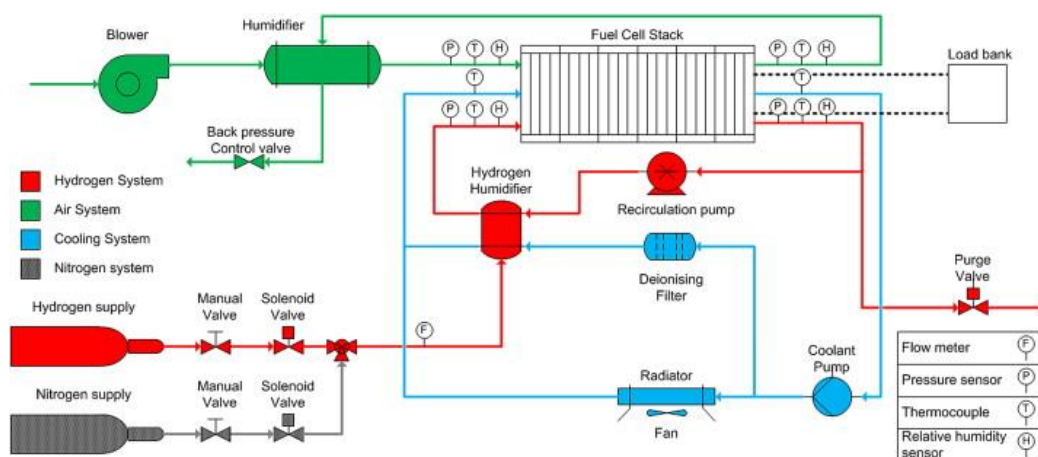 Blower
Humidifier
Fuel Cell Stack
Load bank
P
T
H
P
T
H
T
T
P
T
H
P
T
H
Back pressure
Control valve
Hydrogen
Humidifier
Recirculation pump
Hydrogen System
Air System
Cooling System
Nitrogen system
Deionising
Filter
Purge
Valve
Hydrogen supply
Manual
Valve
Solenoid
Valve
F
Nitrogen supply
Manual
Valve
Solenoid
Valve
Radiator
Fan
Coolant
Pump
Flow meter
F
Pressure sensor
P
Thermocouple
T
Relative humidity
sensor
H